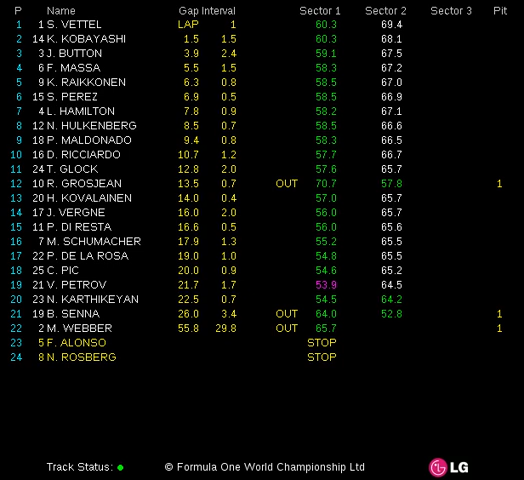 P Name Gap Interval Sector 1 Sector 2 Sector 3 Pit
1 1 S. VETTEL LAP 1 60.3 69.4
2 14 K. KOBAYASHI 1.5 1.5 60.3 68.1
3 3 J. BUTTON 3.9 2.4 59.1 67.5
4 6 F. MASSA 5.5 1.5 58.3 67.2
5 9 K. RAIKKONEN 6.3 0.8 58.5 67.0
6 15 S. PEREZ 6.9 0.5 58.5 66.9
7 4 L. HAMILTON 7.8 0.9 58.2 67.1
8 12 N. HULKENBERG 8.5 0.7 58.5 66.6
9 18 P. MALDONADO 9.4 0.8 58.3 66.5
10 16 D. RICCIARDO 10.7 1.2 57.7 66.7
11 24 T. GLOCK 12.8 2.0 57.6 65.7
12 10 R. GROSJEAN 13.5 0.7 OUT 70.7 57.8 1
13 20 H. KOVALAINEN 14.0 0.4 57.0 65.7
14 17 J. VERGNE 16.0 2.0 56.0 65.7
15 11 P. DI RESTA 16.6 0.5 56.0 65.6
16 7 M. SCHUMACHER 17.9 1.3 55.2 65.5
17 22 P. DE LA ROSA 19.0 1.0 54.8 65.5
18 25 C. PIC 20.0 0.9 54.6 65.2
19 21 V. PETROV 21.7 1.7 53.9 64.5
20 23 N. KARTHIKEYAN 22.5 0.7 54.5 64.2
21 19 B. SENNA 26.0 3.4 OUT 64.0 52.8 1
22 2 M. WEBBER 55.8 29.8 OUT 65.7 1
23 5 F. ALONSO STOP
24 8 N. ROSBERG STOP
Track Status: © Formula One World Championship Ltd LG